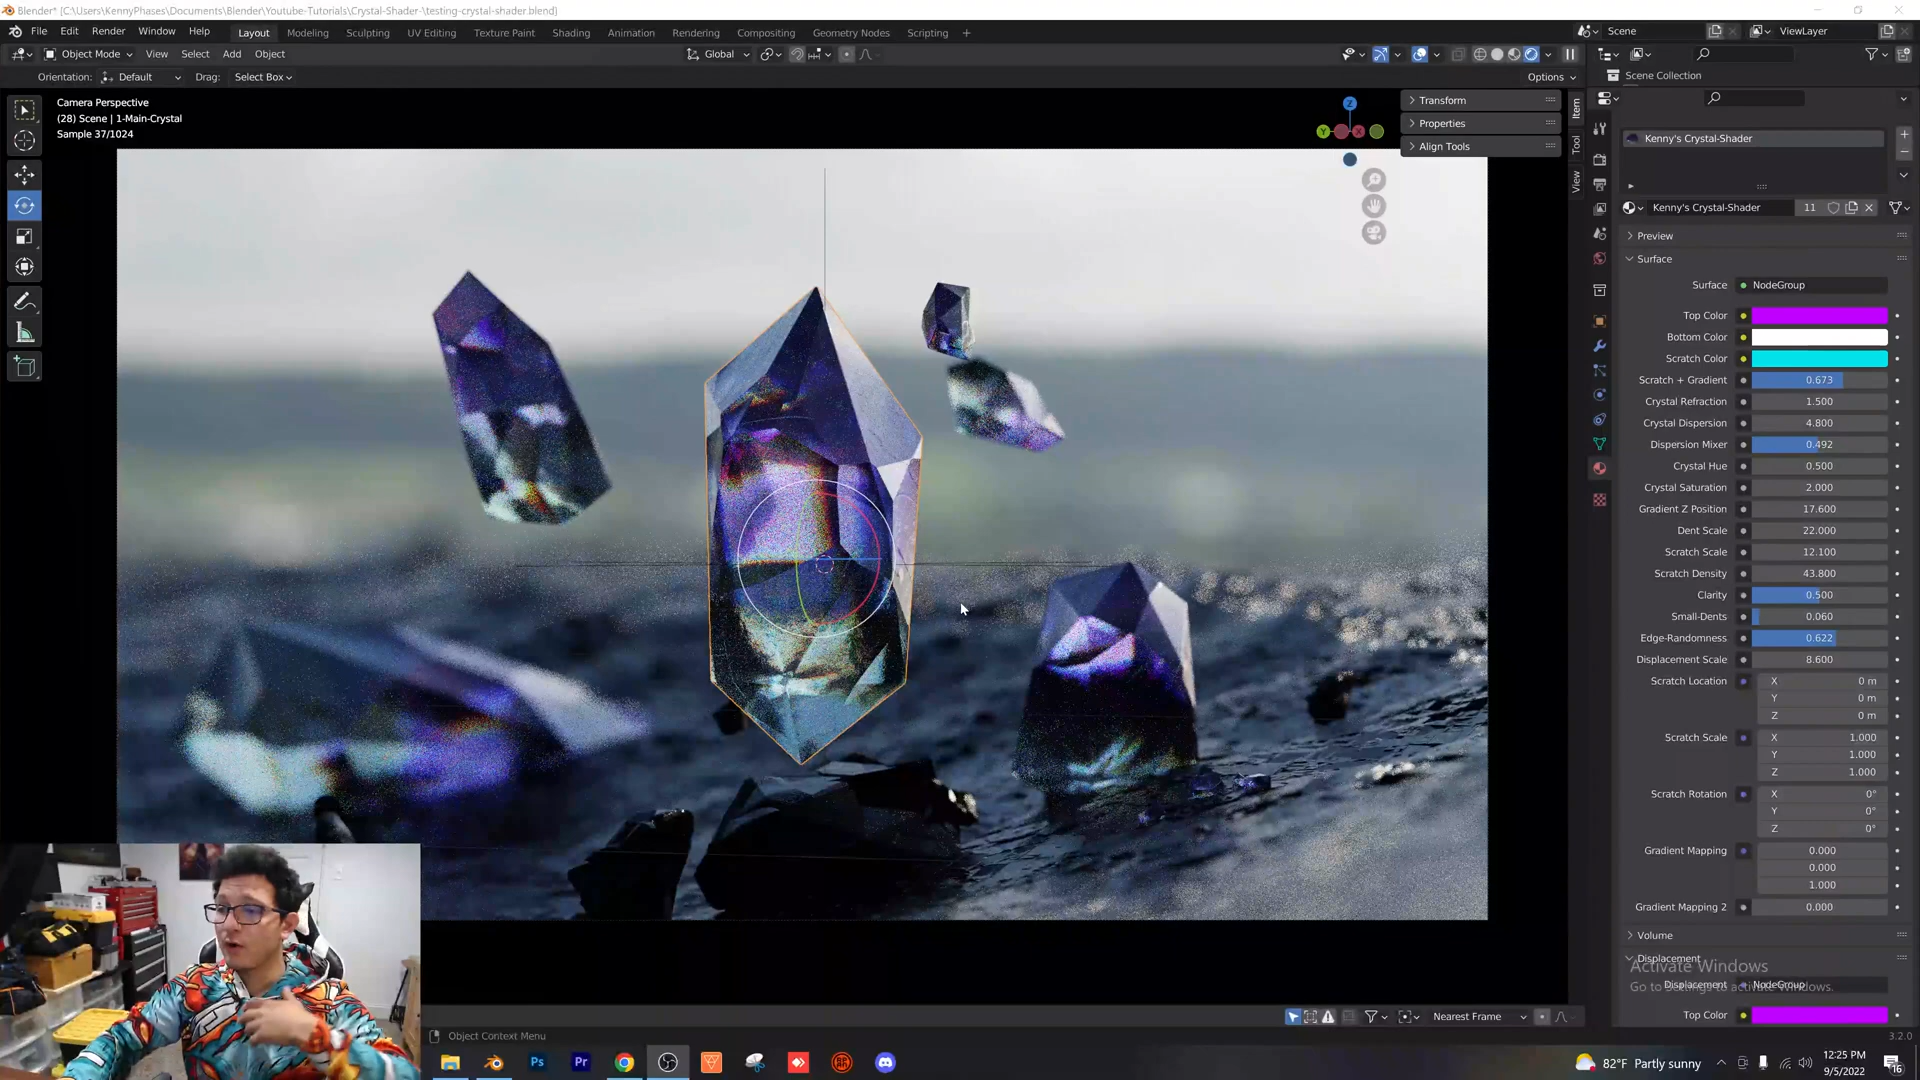 Blender* [C:\Users\KennyPhases\Documents\Blender\Youtube-Tutorials\Crystal-Shader-\testing-crystal-shader.blend]
File Edit Render Window Help Layout Modeling Sculpting UV Editing Texture Paint Shading Animation Rendering Compositing Geometry Nodes Scripting + Scene ViewLayer
Object Mode View Select Add Object Global
Scene Collection
Orientation: Default Drag: Select Box Options
Camera Perspective
(28) Scene | 1-Main-Crystal
Sample 37/1024
Z
Y
X
Transform
Properties
Align Tools
Item
Tool
View
Kenny's Crystal-Shader
Kenny's Crystal-Shader 11
Preview
Surface
Surface NodeGroup
Top Color
Bottom Color
Scratch Color
Scratch + Gradient 0.673
Crystal Refraction 1.500
Crystal Dispersion 4.800
Dispersion Mixer 0.492
Crystal Hue 0.500
Crystal Saturation 2.000
Gradient Z Position 17.600
Dent Scale 22.000
Scratch Scale 12.100
Scratch Density 43.800
Clarity 0.500
Small-Dents 0.060
Edge-Randomness 0.622
Displacement Scale 8.600
Scratch Location X 0 m
Y 0 m
Z 0 m
Scratch Scale X 1.000
Y 1.000
Z 1.000
Scratch Rotation X 0°
Y 0°
Z 0°
Gradient Mapping 0.000
0.000
1.000
Gradient Mapping 2 0.000
Volume
Displacement
Activate Windows
Displacement NodeGroup
Go to Settings to activate Windows.
Top Color
Nearest Frame
Object Context Menu
3.2.0
Ps Pr
82°F Partly sunny
12:25 PM
9/5/2022
16